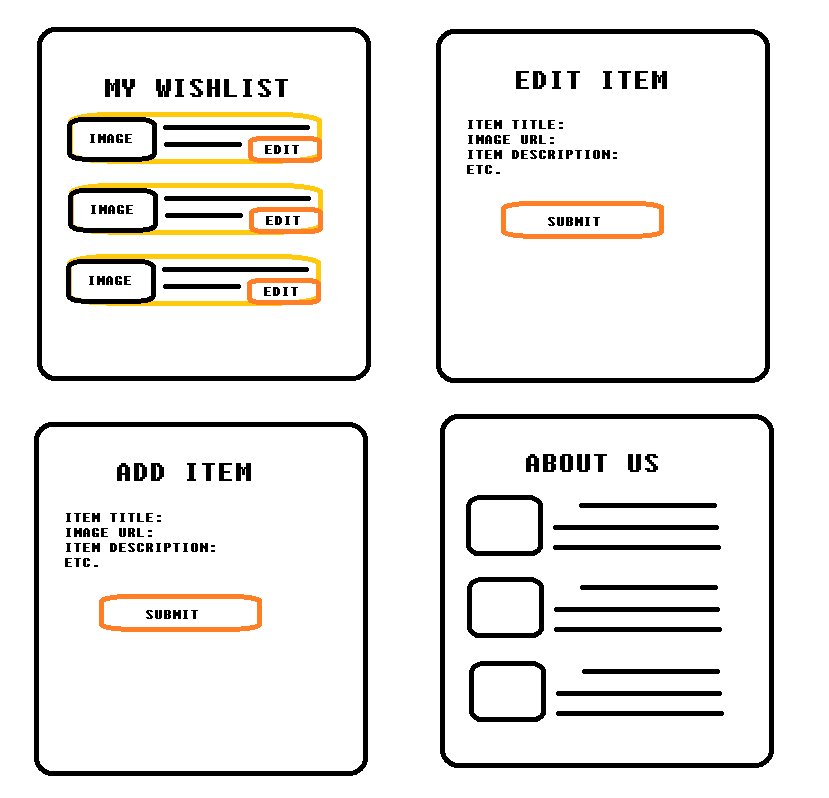 MY WISHLIST
IMAGE
EDIT
IMAGE
EDIT
IMAGE
EDIT
EDIT ITEM
ITEM TITLE:
IMAGE URL:
ITEM DESCRIPTION:
ETC.
SUBMIT
ADD ITEM
ITEM TITLE:
IMAGE URL:
ITEM DESCRIPTION:
ETC.
SUBMIT
ABOUT US